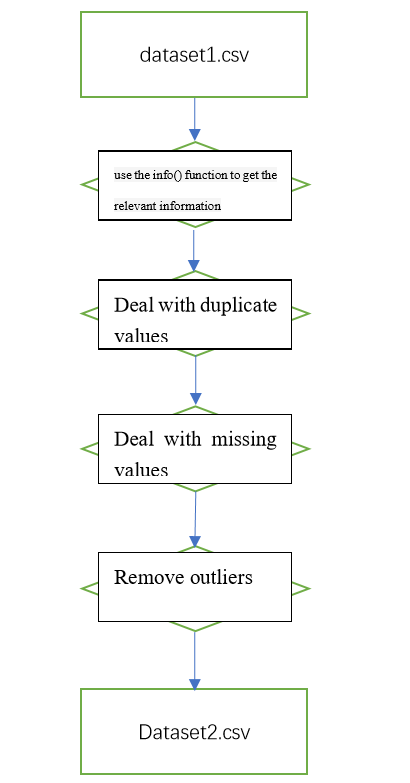 dataset1.csv
use the info() function to get the
relevant information
Deal with duplicate
values
Deal with missing
values
Remove outliers
Dataset2.csv